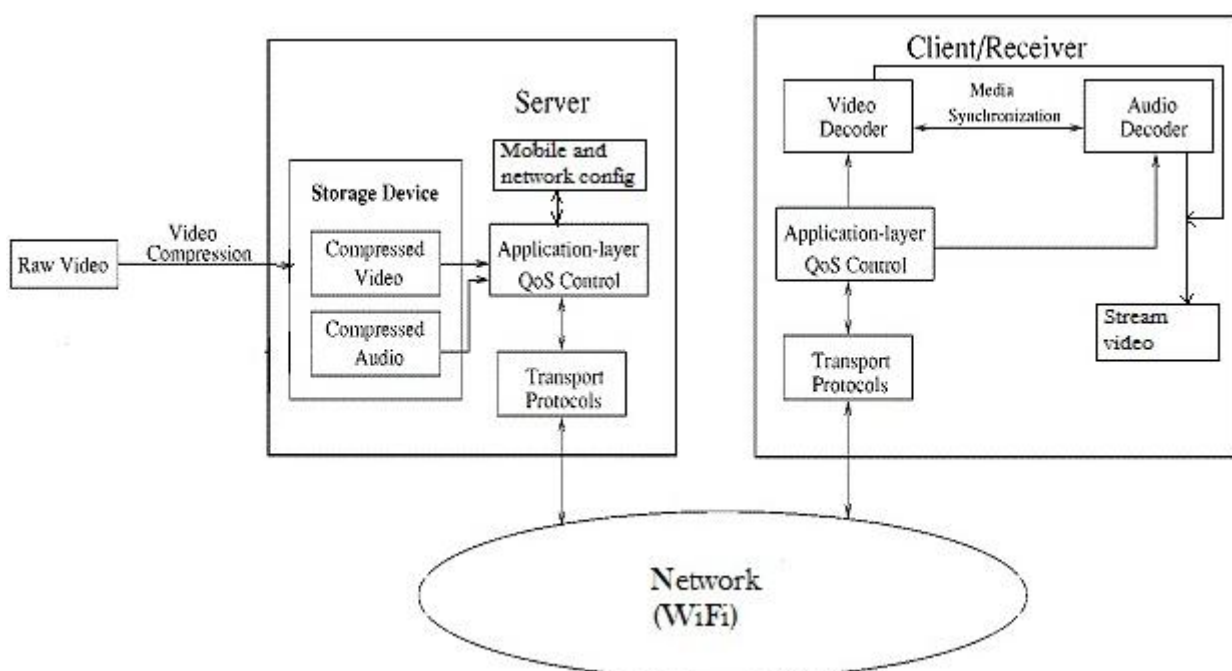 Raw Video
Video
Compression
Server
Storage Device
Compressed
Video
Compressed
Audio
Mobile and
network config
Application-layer
QoS Control
Transport
Protocols
Client/Receiver
Video
Decoder
Media
Synchronization
Audio
Decoder
Application-layer
QoS Control
Transport
Protocols
Stream
video
Network
(WiFi)